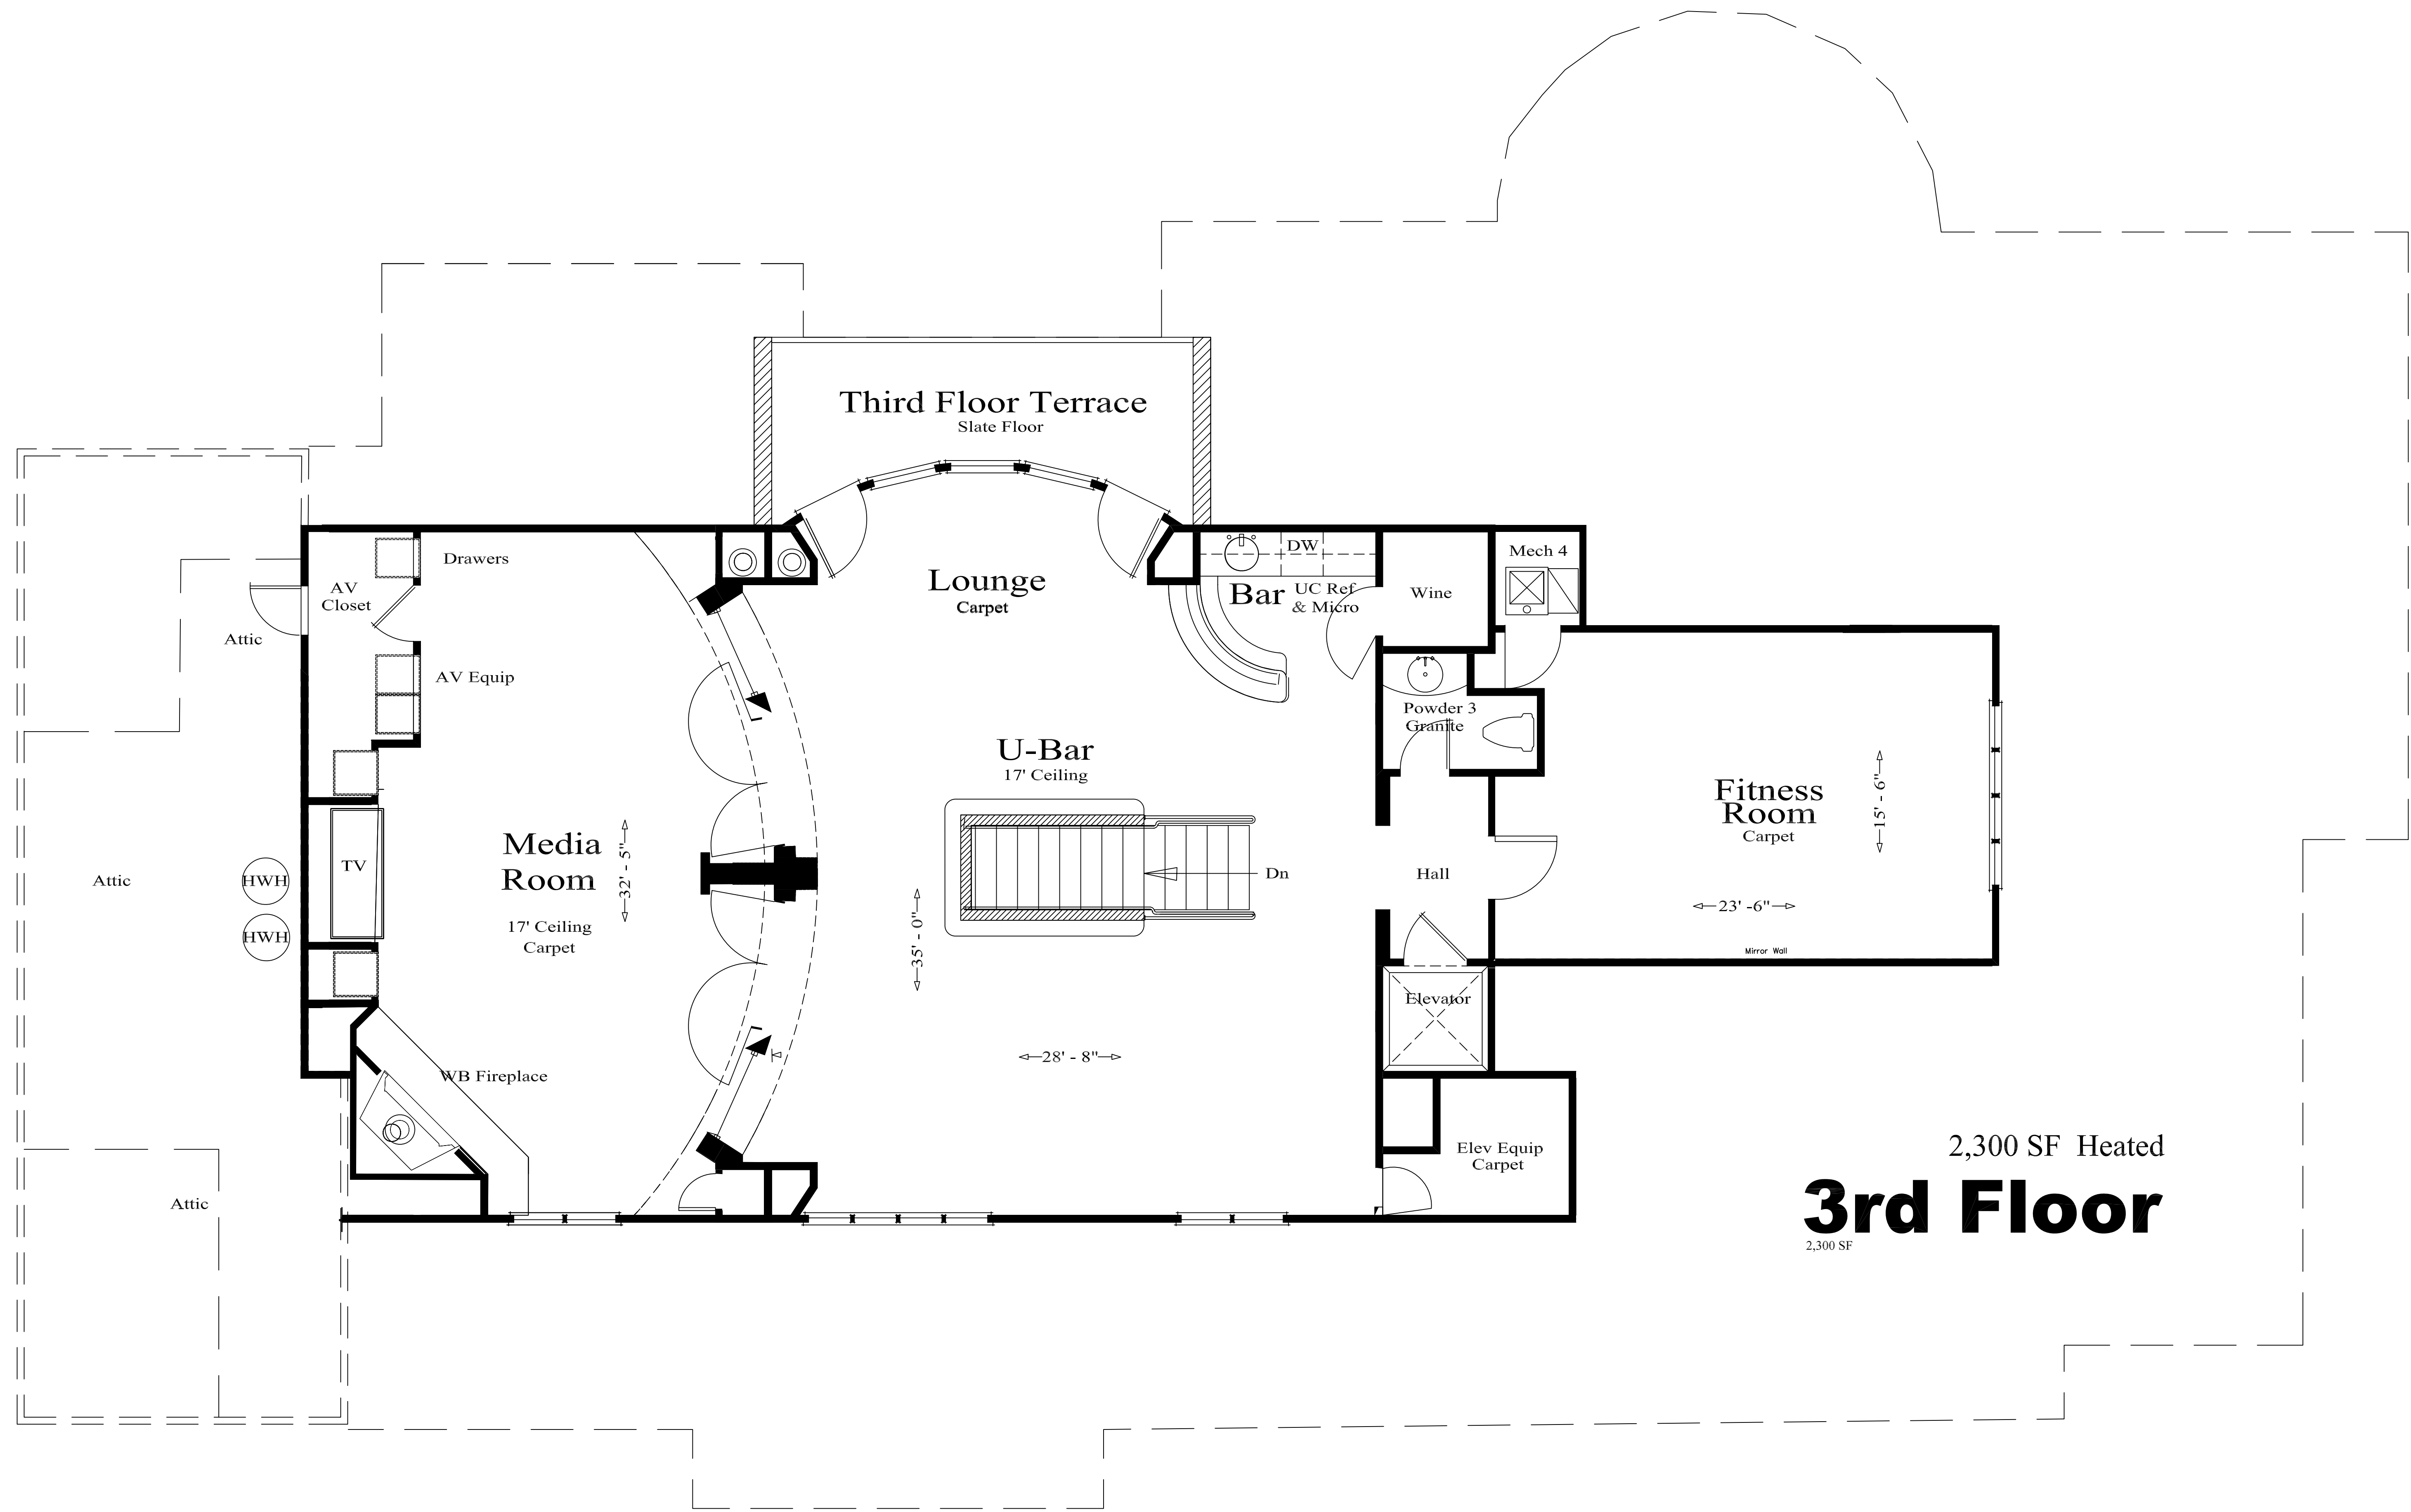 Third Floor Terrace
Slate Floor
Drawers
AV
Closet
Attic
AV Equip
Lounge
Carpet
DW
Bar
UC Ref
& Micro
Wine
Mech 4
Powder 3
Granite
U-Bar
17' Ceiling
Media
Room
32' - 5"
17' Ceiling
Carpet
TV
HWH
HWH
Attic
35' - 0"
Dn
Hall
Fitness
Room
Carpet
15' - 6"
23' -6"
Mirror Wall
Elevator
28' - 8"
WB Fireplace
Elev Equip
Carpet
Attic
2,300 SF Heated
3rd Floor
2,300 SF